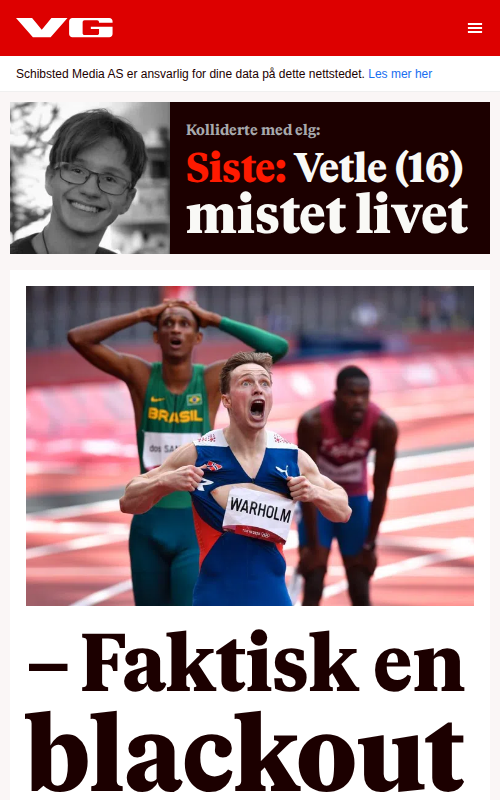 VG
Schibsted Media AS er ansvarlig for dine data på dette nettstedet. Les mer her
Kolliderte med elg:
Siste: Vetle (16)
mistet livet
BRASIL
WARHOLM
– Faktisk en
blackout